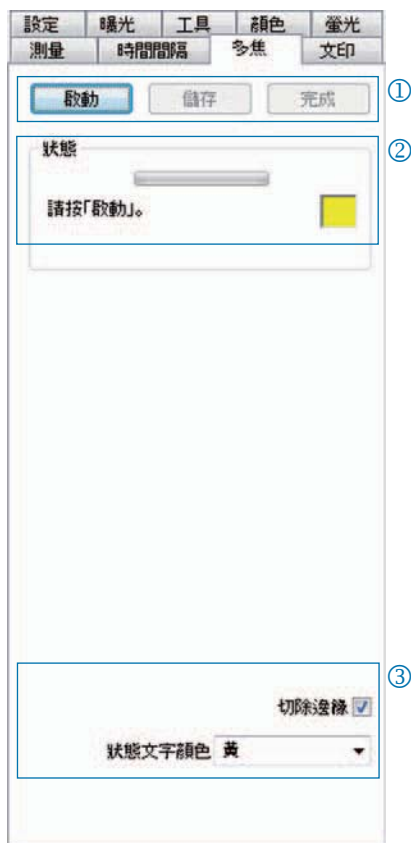 設定 曝光 工具 顏色 螢光
測量 時間間隔 多焦 文印
啟動 儲存 完成 ①
狀態 ②
請按「啟動」。
③
切除邊緣
狀態文字顏色 黃